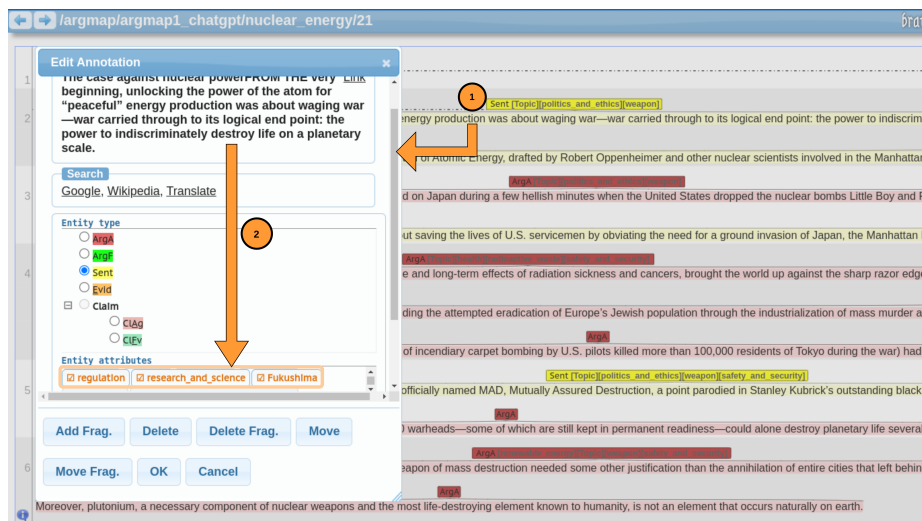 /argmap/argmap1_chatgpt/nuclear_energy/21
Edit Annotation
The case against nuclear powerFROM THE very Link
beginning, unlocking the power of the atom for
“peaceful” energy production was about waging war
—war carried through to its logical end point: the
power to indiscriminately destroy life on a planetary
scale.
Search
Google, Wikipedia, Translate
Entity type
ArgA
ArgF
Sent
Evid
Claim
ClAg
ClEv
Entity attributes
regulation research_and_science Fukushima
Add Frag. Delete Delete Frag. Move
Move Frag. OK Cancel
1
2
1
Sent [Topic][politics_and_ethics][weapon]
2
energy production was about waging war—war carried through to its logical end point: the power to indiscrim
of Atomic Energy, drafted by Robert Oppenheimer and other nuclear scientists involved in the Manhattan
ArgA
3
d on Japan during a few hellish minutes when the United States dropped the nuclear bombs Little Boy and F
ut saving the lives of U.S. servicemen by obviating the need for a ground invasion of Japan, the Manhattan
ArgA
4
e and long-term effects of radiation sickness and cancers, brought the world up against the sharp razor edge
ding the attempted eradication of Europe’s Jewish population through the industrialization of mass murder a
ArgA
of incendiary carpet bombing by U.S. pilots killed more than 100,000 residents of Tokyo during the war) had
Sent [Topic][politics_and_ethics][weapon][safety_and_security]
5
officially named MAD, Mutually Assured Destruction, a point parodied in Stanley Kubrick’s outstanding black
ArgA
warheads—some of which are still kept in permanent readiness—could alone destroy planetary life severa
ArgA
6
eapon of mass destruction needed some other justification than the annihilation of entire cities that left behin
ArgA
Moreover, plutonium, a necessary component of nuclear weapons and the most life-destroying element known to humanity, is not an element that occurs naturally on earth.